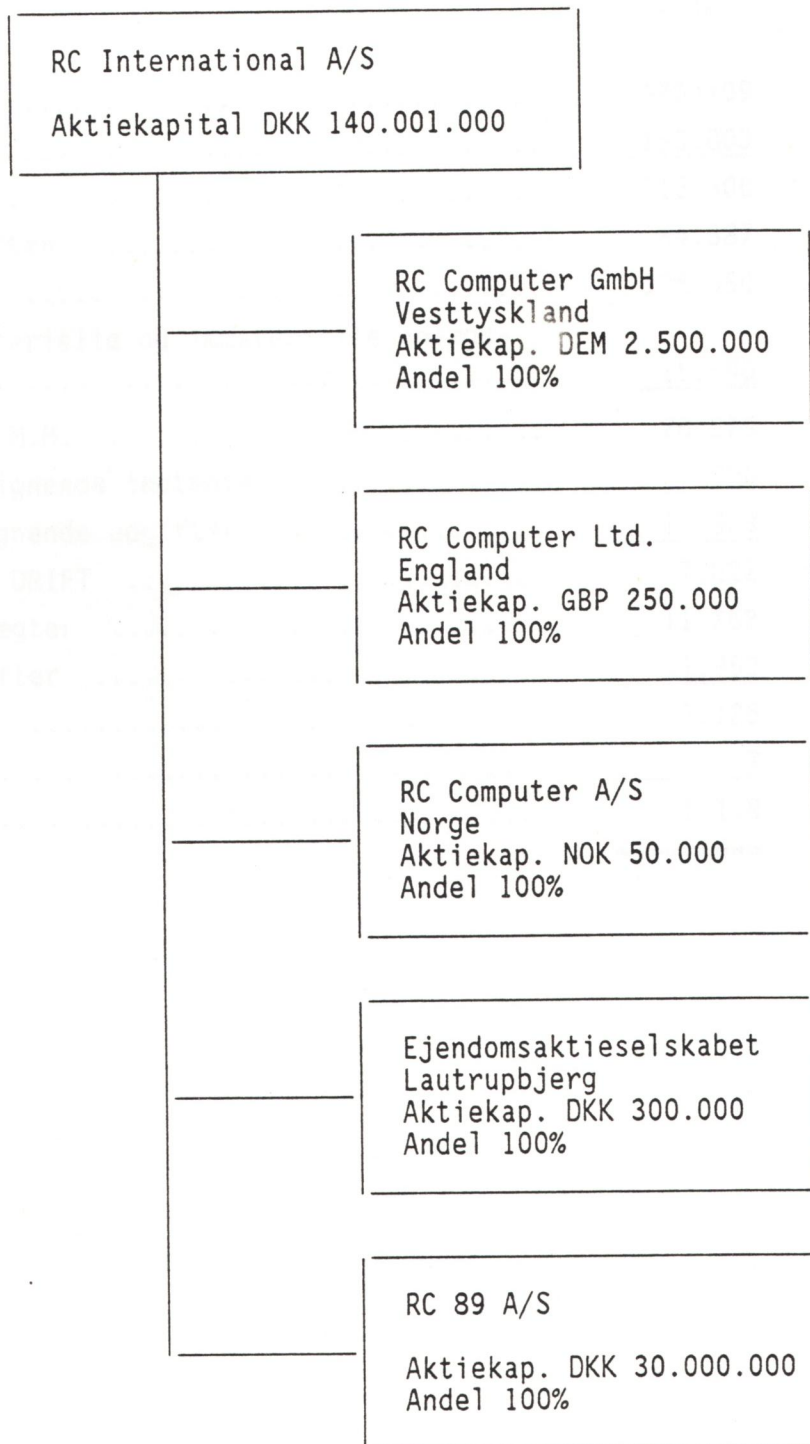 RC International A/S
Aktiekapital DKK 140.001.000
RC Computer GmbH
Vesttyskland
Aktiekap. DEM 2.500.000
Andel 100%
RC Computer Ltd.
England
Aktiekap. GBP 250.000
Andel 100%
RC Computer A/S
Norge
Aktiekap. NOK 50.000
Andel 100%
Ejendomsaktieselskabet
Lautrupbjerg
Aktiekap. DKK 300.000
Andel 100%
RC 89 A/S
Aktiekap. DKK 30.000.000
Andel 100%